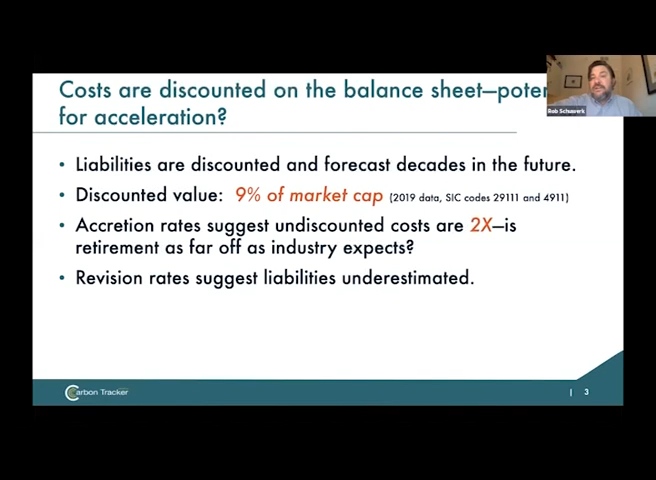 Costs are discounted on the balance sheet—poten
for acceleration?
Rob Schuwerk
• Liabilities are discounted and forecast decades in the future.
• Discounted value: 9% of market cap (2019 data, SIC codes 29111 and 4911)
• Accretion rates suggest undiscounted costs are 2X—is
retirement as far off as industry expects?
• Revision rates suggest liabilities underestimated.
Carbon Tracker
| 3